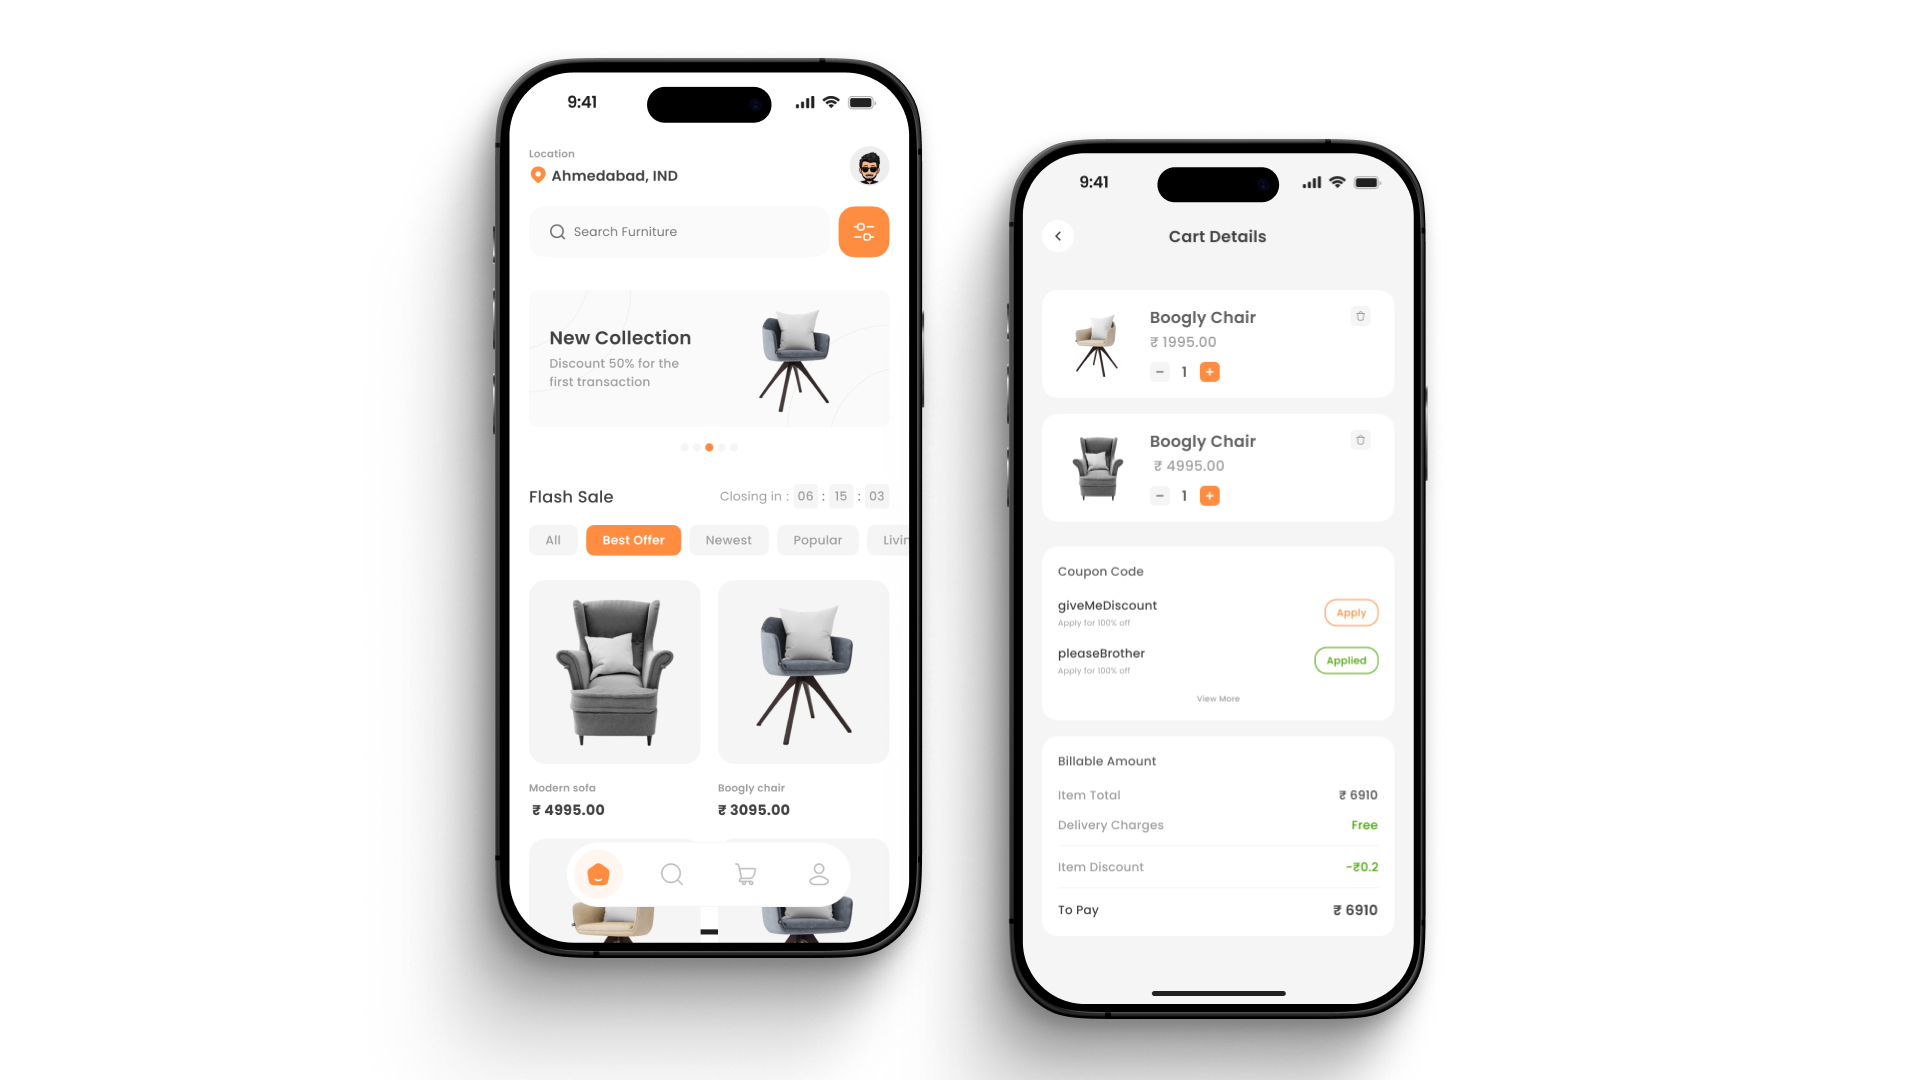 9:41
Location
Ahmedabad, IND
Search Furniture
New Collection
Discount 50% for the
first transaction
Flash Sale
Closing in : 06 : 15 : 03
All
Best Offer
Newest
Popular
Livin
Modern sofa
₹ 4995.00
Boogly chair
₹ 3095.00
9:41
Cart Details
Boogly Chair
₹ 1995.00
1
Boogly Chair
₹ 4995.00
1
Coupon Code
giveMeDiscount
Apply for 100% off
Apply
pleaseBrother
Apply for 100% off
Applied
View More
Billable Amount
Item Total ₹ 6910
Delivery Charges Free
Item Discount -₹0.2
To Pay ₹ 6910